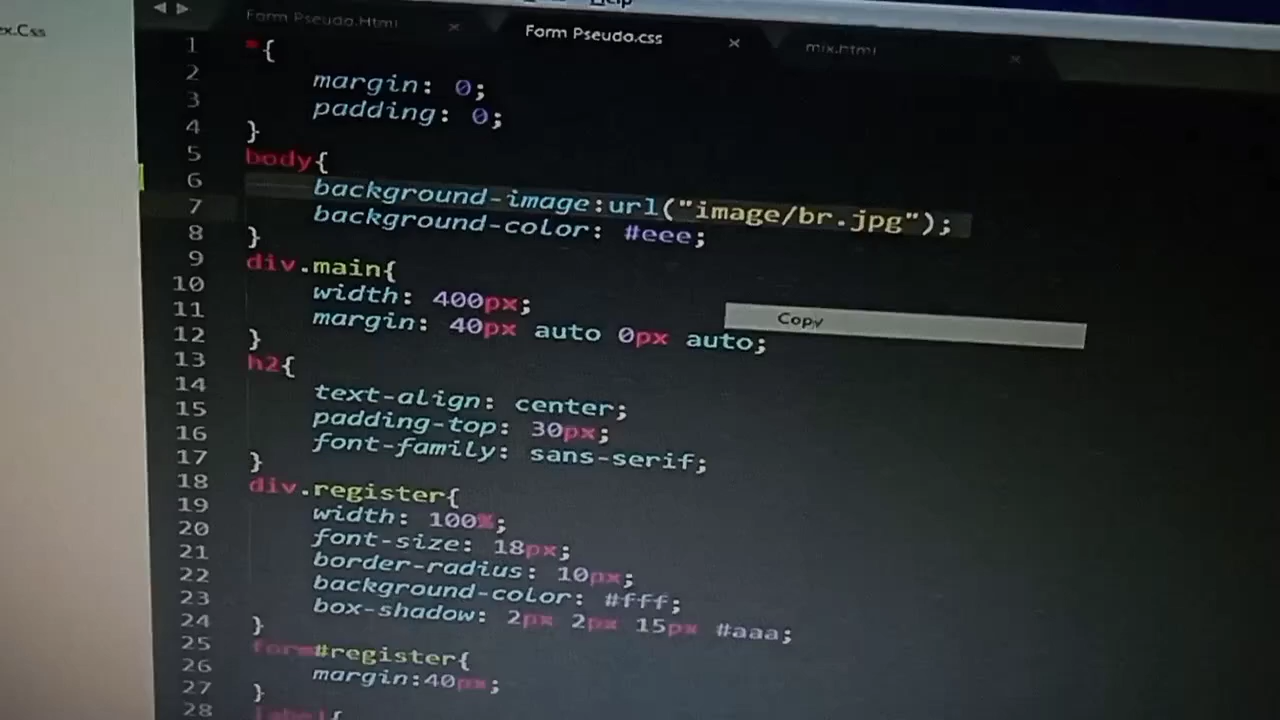 Help
ex.Css
Form Pseudo.Html
Form Pseudo.css
mix.html
1 *{
2 margin: 0;
3 padding: 0;
4 }
5 body{
6 background-image:url("image/br.jpg");
7 background-color: #eee;
8 }
9 div.main{
10 width: 400px;
11 margin: 40px auto 0px auto;
12 }
13 h2{
14 text-align: center;
15 padding-top: 30px;
16 font-family: sans-serif;
17 }
18 div.register{
19 width: 100%;
20 font-size: 18px;
21 border-radius: 10px;
22 background-color: #fff;
23 box-shadow: 2px 2px 15px #aaa;
24 }
25 form#register{
26 margin:40px;
27 }
28 label{
Copy